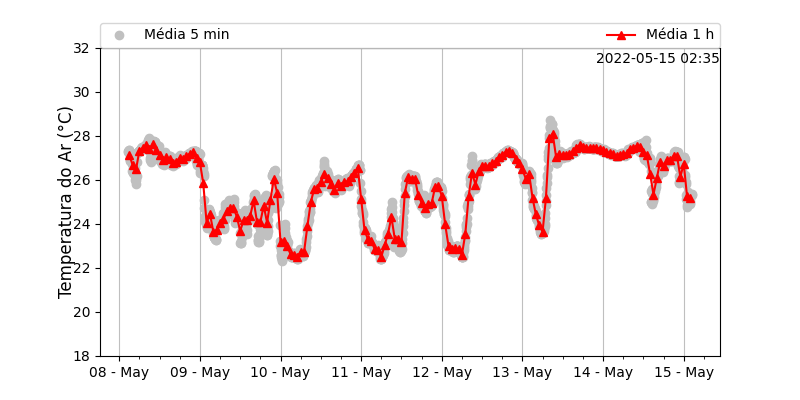 Média 5 min
Média 1 h
2022-05-15 02:35
Temperatura do Ar (°C)
32
30
28
26
24
22
20
18
08 - May
09 - May
10 - May
11 - May
12 - May
13 - May
14 - May
15 - May